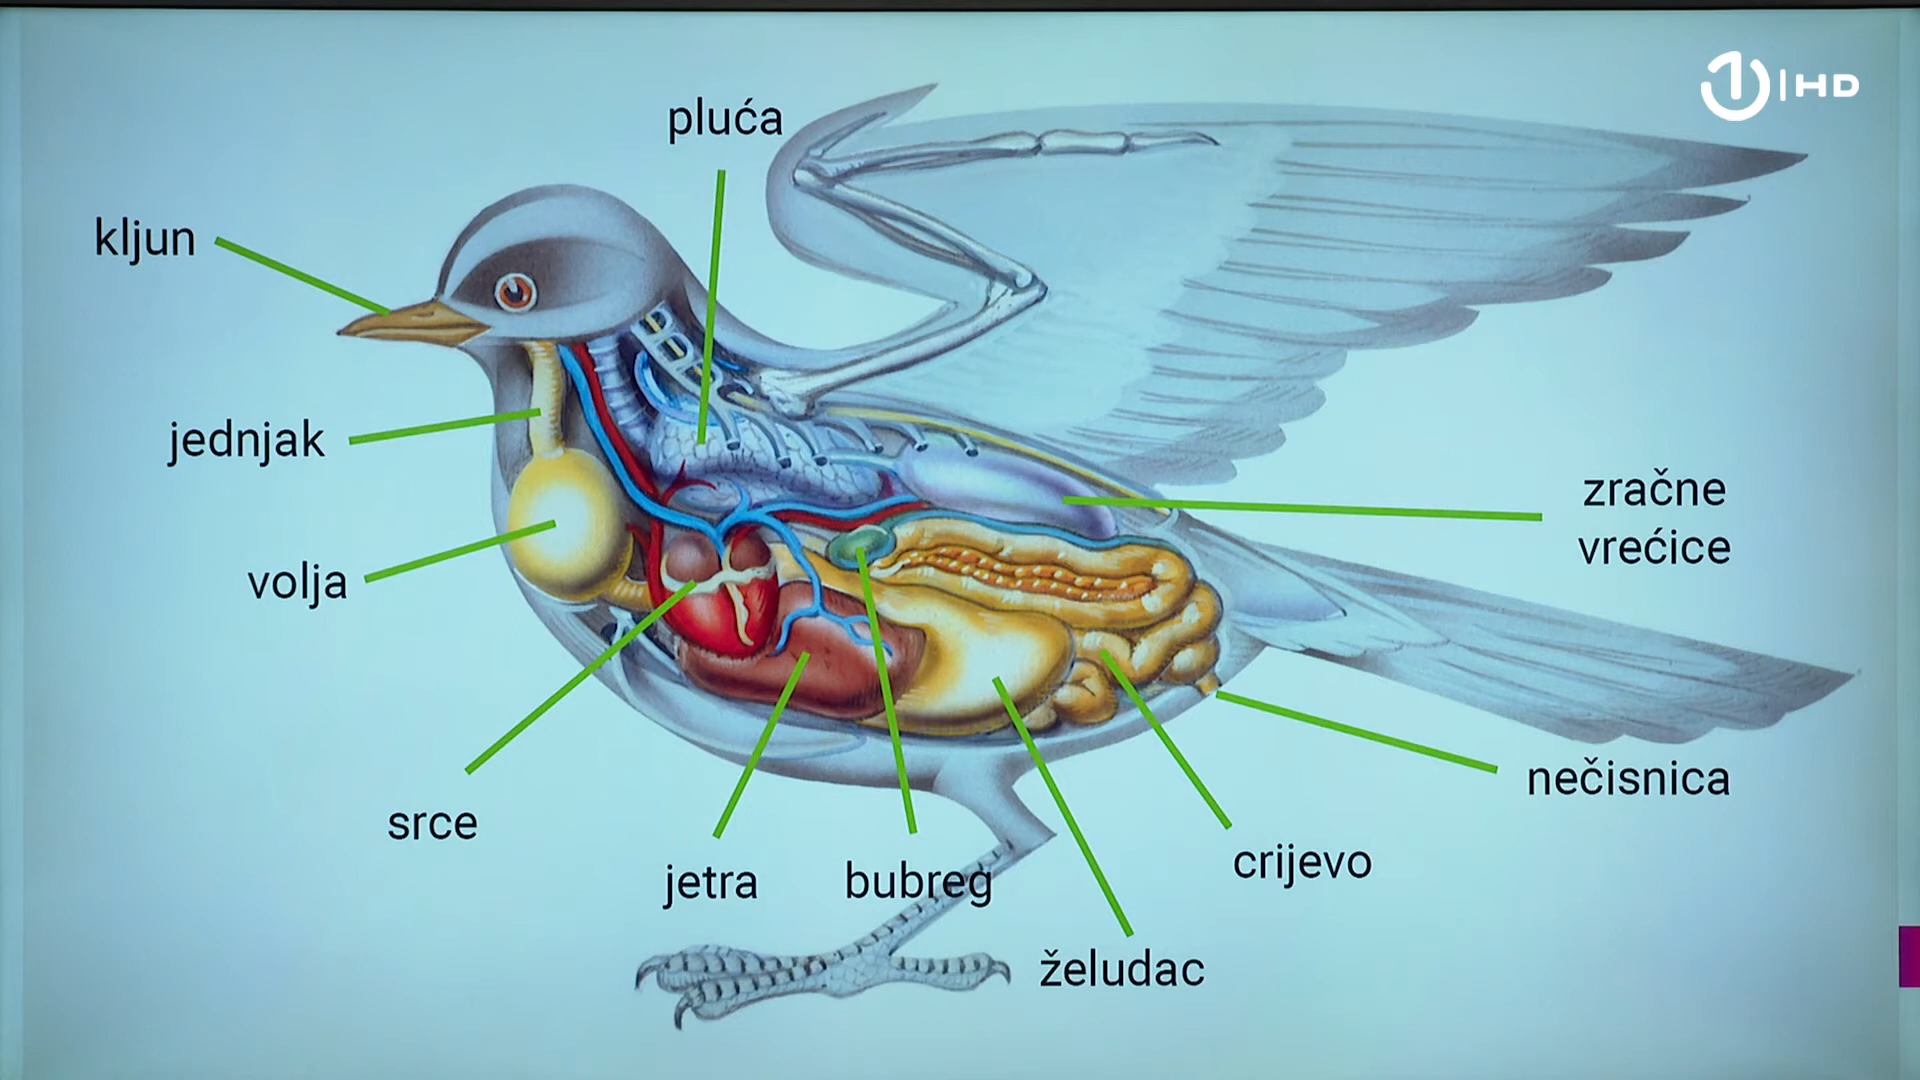 1|HD
pluća
kljun
jednjak
volja
zračne
vrećice
nečisnica
srce
jetra
bubreg
crijevo
želudac